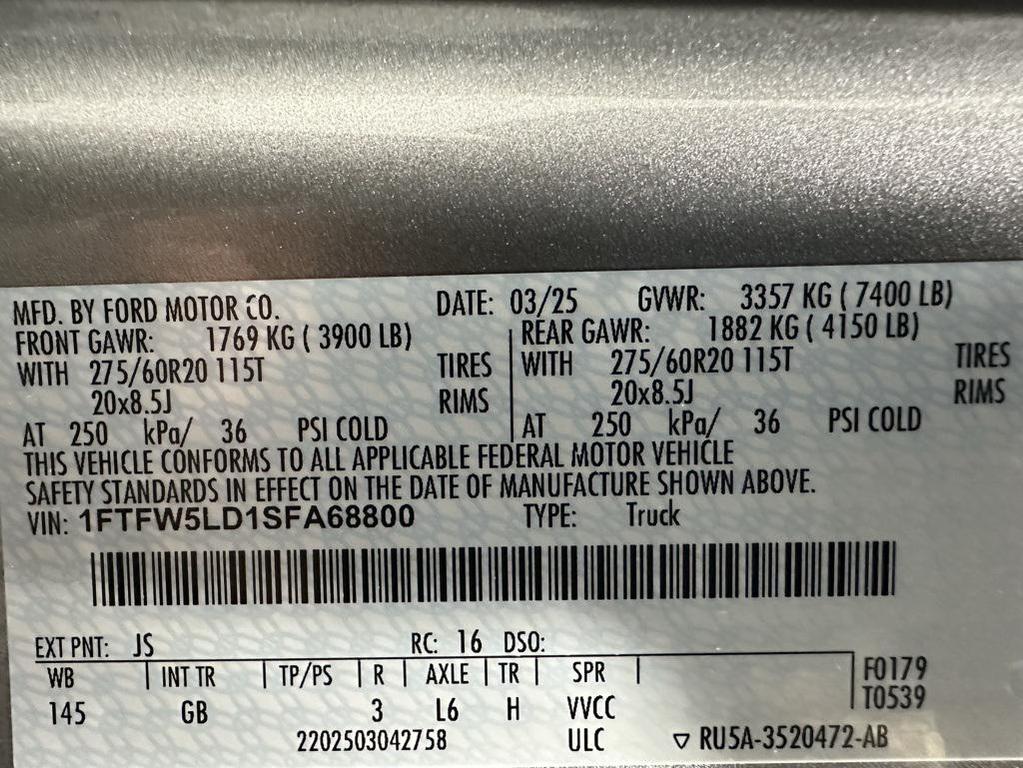 MFD. BY FORD MOTOR CO. DATE: 03/25 GVWR: 3357 KG ( 7400 LB)
FRONT GAWR: 1769 KG ( 3900 LB) REAR GAWR: 1882 KG ( 4150 LB)
WITH 275/60R20 115T TIRES WITH 275/60R20 115T TIRES
20x8.5J RIMS 20x8.5J RIMS
AT 250 kPa/ 36 PSI COLD AT 250 kPa/ 36 PSI COLD
THIS VEHICLE CONFORMS TO ALL APPLICABLE FEDERAL MOTOR VEHICLE
SAFETY STANDARDS IN EFFECT ON THE DATE OF MANUFACTURE SHOWN ABOVE.
VIN: 1FTFW5LD1SFA68800 TYPE: Truck
EXT PNT: JS RC: 16 DSO:
WB INT TR TP/PS R AXLE TR SPR F0179
145 GB 3 L6 H VVCC T0539
2202503042758 ULC ▽ RU5A-3520472-AB